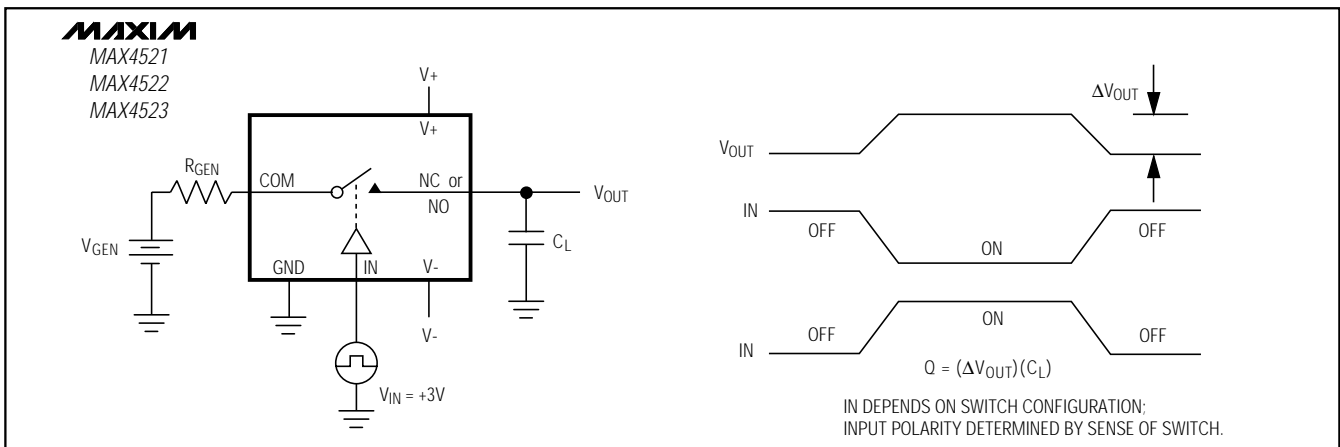 MAXIM
MAX4521
MAX4522
MAX4523
V+
V+
RGEN
COM
NC or
NO
VOUT
VGEN
CL
GND
IN
V-
V-
VIN = +3V
ΔVOUT
VOUT
IN
OFF
ON
OFF
IN
OFF
ON
OFF
Q = (ΔVOUT)(CL)
IN DEPENDS ON SWITCH CONFIGURATION;
INPUT POLARITY DETERMINED BY SENSE OF SWITCH.